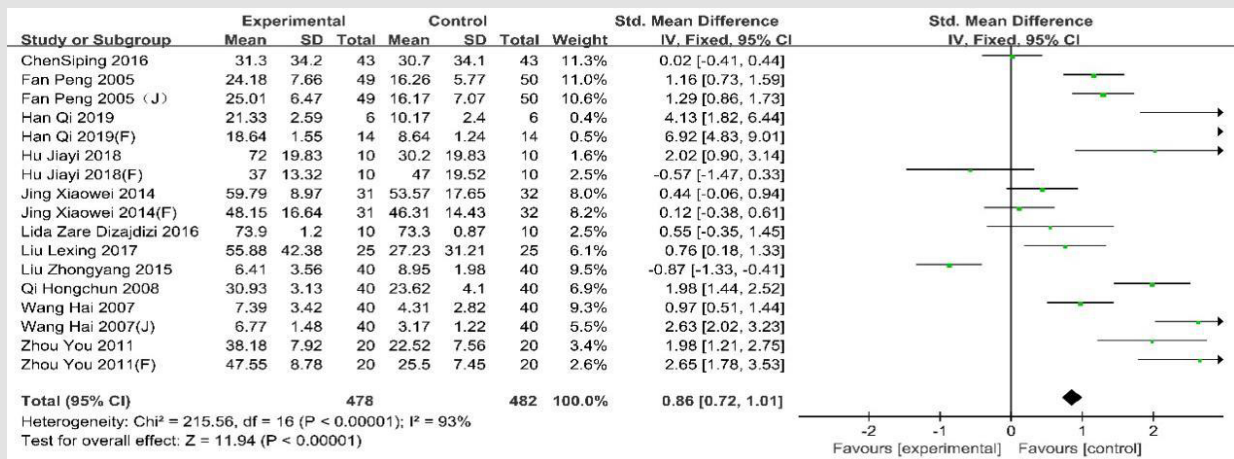 Experimental Control Std. Mean Difference Std. Mean Difference
Study or Subgroup Mean SD Total Mean SD Total Weight IV, Fixed, 95% CI IV, Fixed, 95% CI
ChenSiping 2016 31.3 34.2 43 30.7 34.1 43 11.3% 0.02 [-0.41, 0.44]
Fan Peng 2005 24.18 7.66 49 16.26 5.77 50 11.1% 1.16 [0.73, 1.59]
Fan Peng 2005（J） 25.01 6.47 49 16.17 7.07 50 10.6% 1.29 [0.86, 1.73]
Han Qi 2019 21.33 2.59 6 10.17 2.4 6 0.4% 4.13 [1.82, 6.44]
Han Qi 2019(F) 18.64 1.55 14 8.64 1.24 14 0.5% 6.92 [4.83, 9.01]
Hu Jiayi 2018 72 19.83 10 30.2 19.83 10 1.6% 2.02 [0.90, 3.14]
Hu Jiayi 2018(F) 37 13.32 10 47 19.52 10 2.5% -0.57 [-1.47, 0.33]
Jing Xiaowei 2014 59.79 8.97 31 53.57 17.65 32 8.0% 0.44 [-0.06, 0.94]
Jing Xiaowei 2014(F) 48.15 16.64 31 46.31 14.43 32 8.2% 0.12 [-0.38, 0.61]
Lida Zare Dizajdizi 2016 73.9 1.2 10 73.3 0.87 10 2.5% 0.55 [-0.35, 1.45]
Liu Lexing 2017 55.88 42.38 25 27.23 31.21 25 6.1% 0.76 [0.18, 1.33]
Liu Zhongyang 2015 6.41 3.56 40 8.95 1.98 40 9.5% -0.87 [-1.33, -0.41]
Qi Hongchun 2008 30.93 3.13 40 23.62 4.1 40 6.9% 1.98 [1.44, 2.52]
Wang Hai 2007 7.39 3.42 40 4.31 2.82 40 9.3% 0.97 [0.51, 1.44]
Wang Hai 2007(J) 6.77 1.48 40 3.17 1.22 40 5.5% 2.63 [2.02, 3.23]
Zhou You 2011 38.18 7.92 20 22.52 7.56 20 3.4% 1.98 [1.21, 2.75]
Zhou You 2011(F) 47.55 8.78 20 25.5 7.45 20 2.6% 2.65 [1.78, 3.53]
Total (95% CI) 478 482 100.0% 0.86 [0.72, 1.01]
Heterogeneity: Chi² = 215.56, df = 16 (P < 0.00001); I² = 93%
Test for overall effect: Z = 11.94 (P < 0.00001)
-2 -1 0 1 2
Favours [experimental] Favours [control]